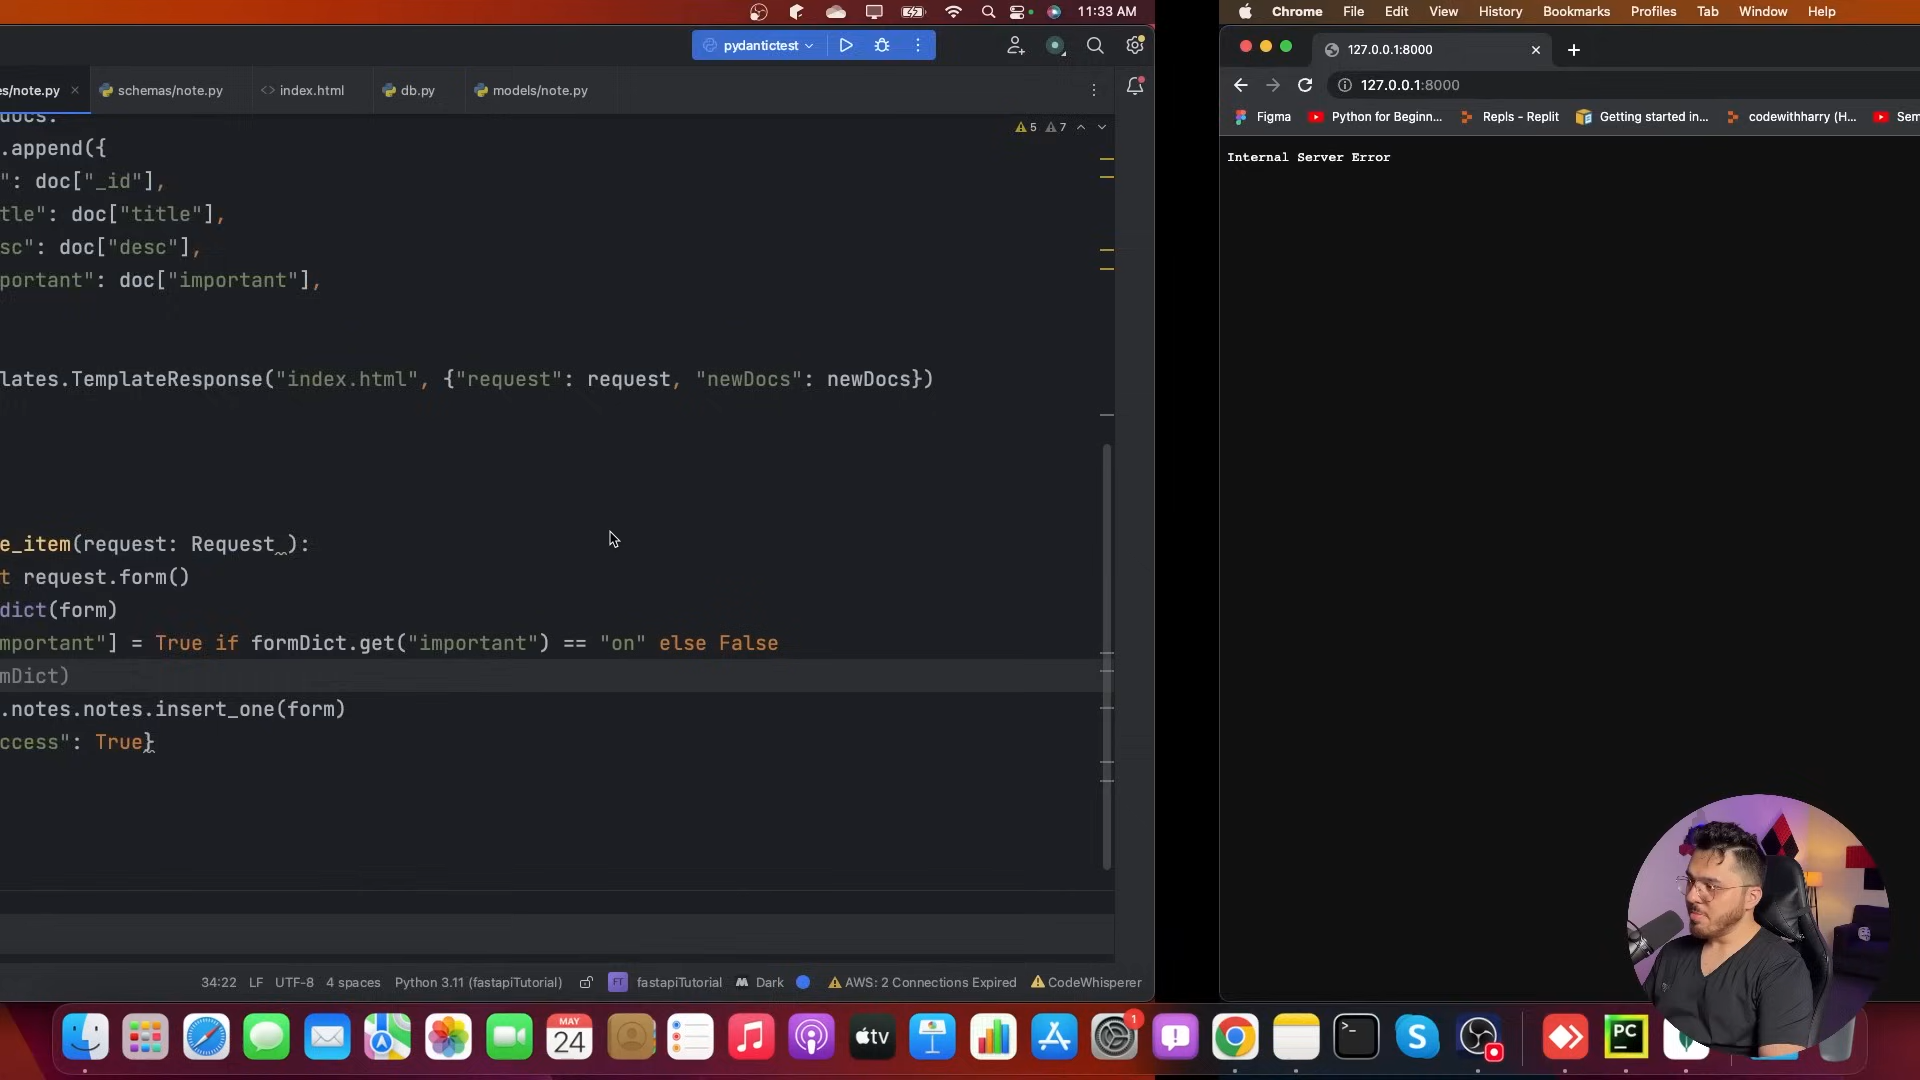 11:33 AM
Chrome File Edit View History Bookmarks Profiles Tab Window Help
pydantictest
127.0.0.1:8000
es/note.py
schemas/note.py
index.html
db.py
models/note.py
127.0.0.1:8000
Figma
Python for Beginn...
Repls - Replit
Getting started in...
codewithharry (H...
Sem
5 7
docs:
.append({
": doc["_id"],
tle": doc["title"],
sc": doc["desc"],
portant": doc["important"],
lates.TemplateResponse("index.html", {"request": request, "newDocs": newDocs})
e_item(request: Request ):
t request.form()
dict(form)
mportant"] = True if formDict.get("important") == "on" else False
mDict)
.notes.notes.insert_one(form)
ccess": True}
Internal Server Error
34:22 LF UTF-8 4 spaces Python 3.11 (fastapiTutorial) FT fastapiTutorial Dark AWS: 2 Connections Expired CodeWhisperer
MAY
24
tv
1
>_
S
PC